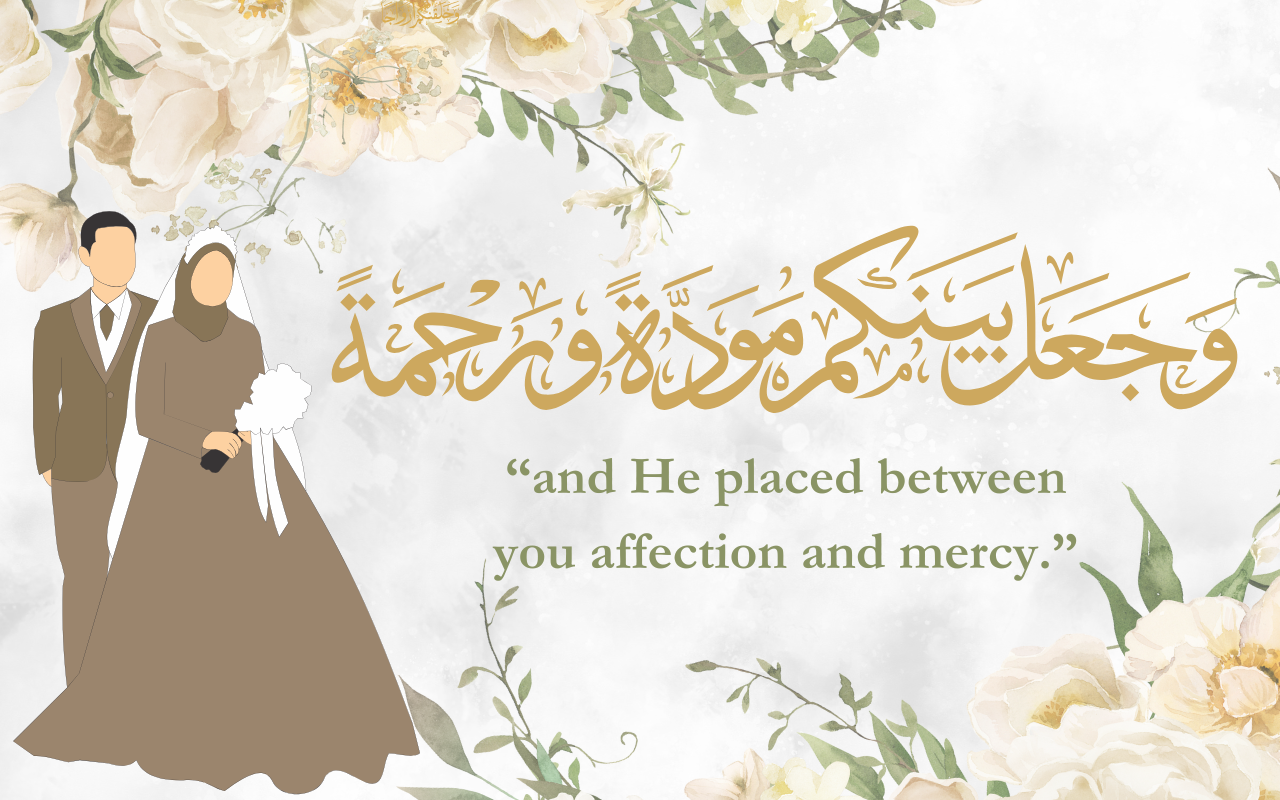 وَجَعَلَ بَيْنَكُم مَّوَدَّةً وَرَحْمَةً
“and He placed between
you affection and mercy.”